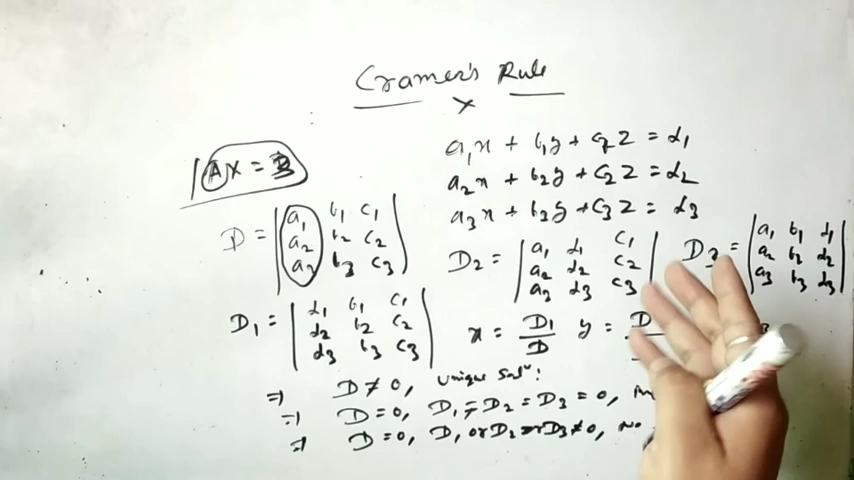 Cramer's Rule
AX = B
a₁x + b₁y + c₁z = d₁
a₂x + b₂y + c₂z = d₂
a₃x + b₃y + c₃z = d₃
D = | a₁ b₁ c₁ |
| a₂ b₂ c₂ |
| a₃ b₃ c₃ |
D₂ = | a₁ d₁ c₁ |
| a₂ d₂ c₂ |
| a₃ d₃ c₃ |
D₃ = | a₁ b₁ d₁ |
| a₂ b₂ d₂ |
| a₃ b₃ d₃ |
D₁ = | d₁ b₁ c₁ |
| d₂ b₂ c₂ |
| d₃ b₃ c₃ |
x = D₁/D y = D
⇒ D ≠ 0, Unique Solⁿ:
⇒ D = 0, D₁ = D₂ = D₃ = 0,
⇒ D = 0, D₁ or D₂ or D₃ ≠ 0, No